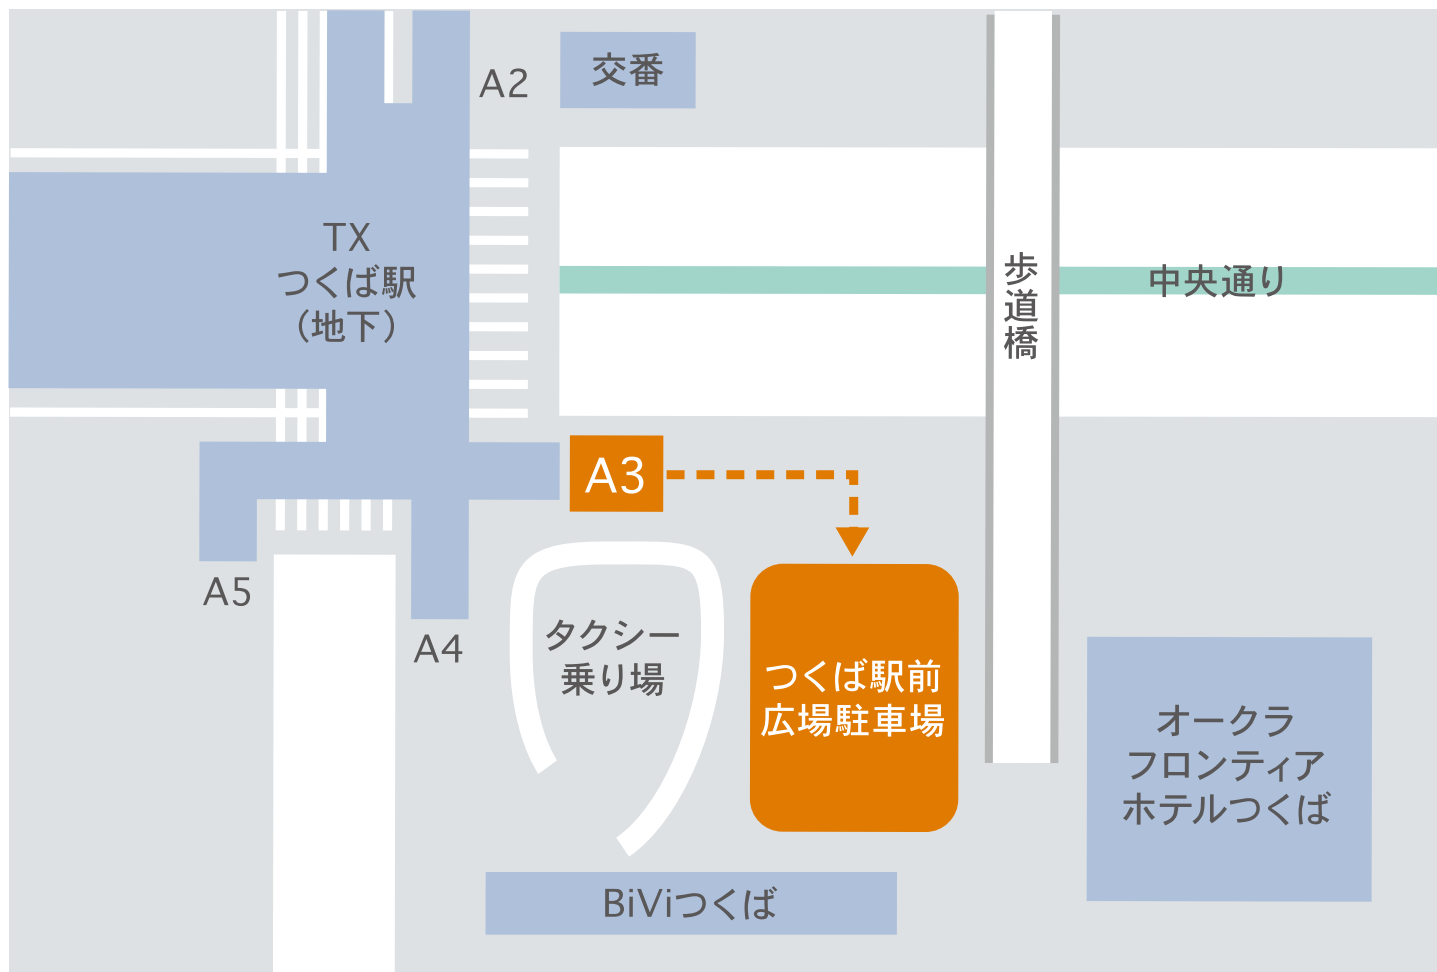 A2
交番
TX
つくば駅
（地下）
歩道橋
中央通り
A3
A5
A4
タクシー
乗り場
つくば駅前
広場駐車場
オークラ
フロンティア
ホテルつくば
BiViつくば